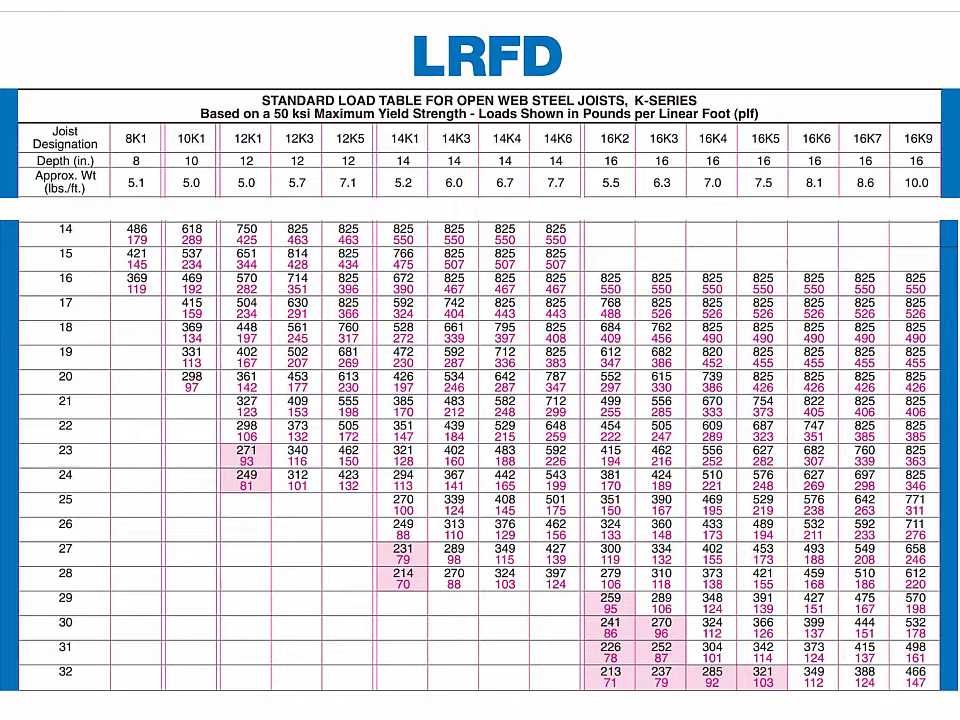 LRFD
STANDARD LOAD TABLE FOR OPEN WEB STEEL JOISTS, K-SERIES
Based on a 50 ksi Maximum Yield Strength - Loads Shown in Pounds per Linear Foot (plf)
Joist Designation 8K1 10K1 12K1 12K3 12K5 14K1 14K3 14K4 14K6 16K2 16K3 16K4 16K5 16K6 16K7 16K9
Depth (in.) 8 10 12 12 12 14 14 14 14 16 16 16 16 16 16 16
Approx. Wt (lbs./ft.) 5.1 5.0 5.0 5.7 7.1 5.2 6.0 6.7 7.7 5.5 6.3 7.0 7.5 8.1 8.6 10.0
14 486 618 750 825 825 825 825 825 825
179 289 425 463 463 550 550 550 550
15 421 537 651 814 825 766 825 825 825
145 234 344 428 434 475 507 507 507
16 369 469 570 714 825 672 825 825 825 825 825 825 825 825 825 825
119 192 282 351 396 390 467 467 467 550 550 550 550 550 550 550
17 415 504 630 825 592 742 825 825 768 825 825 825 825 825 825
159 234 291 366 324 404 443 443 488 526 526 526 526 526 526
18 369 448 561 760 528 661 795 825 684 762 825 825 825 825 825
134 197 245 317 272 339 397 408 409 456 490 490 490 490 490
19 331 402 502 681 472 592 712 825 612 682 820 825 825 825 825
113 167 207 269 230 287 336 383 347 386 452 455 455 455 455
20 298 361 453 613 426 534 642 787 552 615 739 825 825 825 825
97 142 177 230 197 246 287 347 297 330 386 426 426 426 426
21 327 409 555 385 483 582 712 499 556 670 754 822 825 825
123 153 198 170 212 248 299 255 285 333 373 405 406 406
22 298 373 505 351 439 529 648 454 505 609 687 747 825 825
106 132 172 147 184 215 259 222 247 289 323 351 385 385
23 271 340 462 321 402 483 592 415 462 556 627 682 760 825
93 116 150 128 160 188 226 194 216 252 282 307 339 363
24 249 312 423 294 367 442 543 381 424 510 576 627 697 825
81 101 132 113 141 165 199 170 189 221 248 269 298 346
25 270 339 408 501 351 390 469 529 576 642 771
100 124 145 175 150 167 195 219 238 263 311
26 249 313 376 462 324 360 433 489 532 592 711
88 110 129 156 133 148 173 194 211 233 276
27 231 289 349 427 300 334 402 453 493 549 658
79 98 115 139 119 132 155 173 188 208 246
28 214 270 324 397 279 310 373 421 459 510 612
70 88 103 124 106 118 138 155 168 186 220
29 259 289 348 391 427 475 570
95 106 124 139 151 167 198
30 241 270 324 366 399 444 532
86 96 112 126 137 151 178
31 226 252 304 342 373 415 498
78 87 101 114 124 137 161
32 213 237 285 321 349 388 466
71 79 92 103 112 124 147